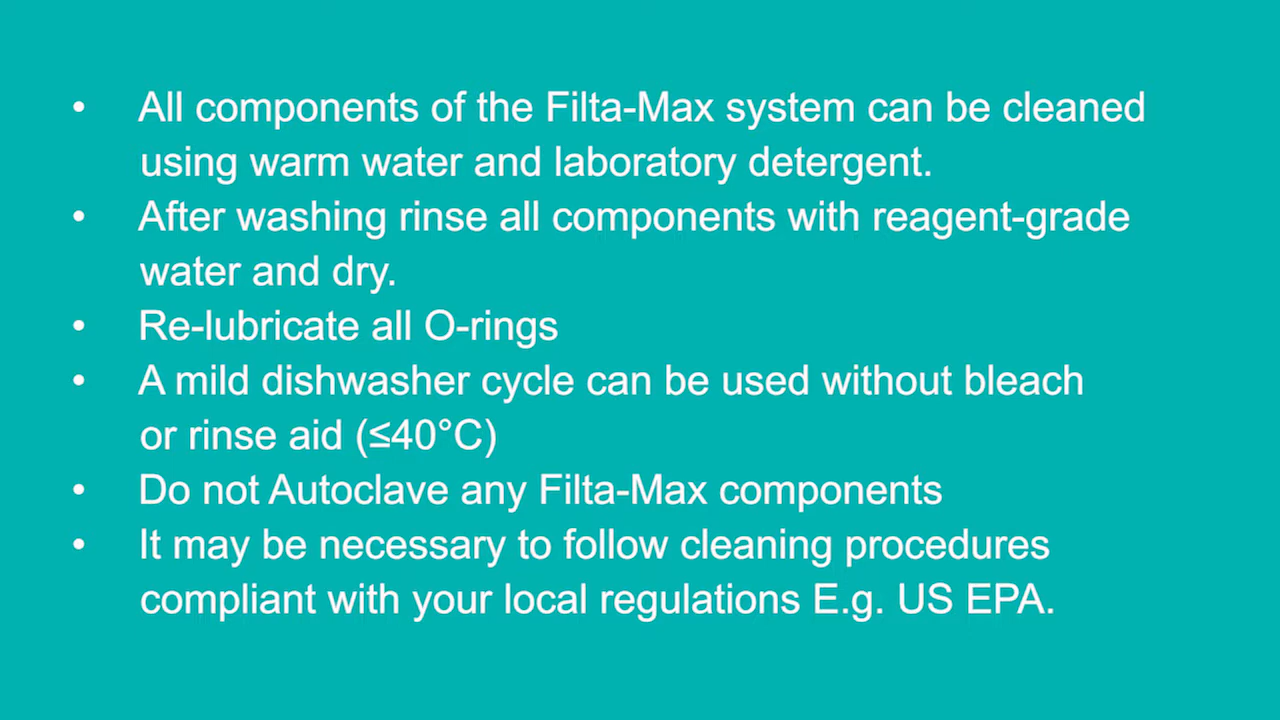 • All components of the Filta-Max system can be cleaned
using warm water and laboratory detergent.
• After washing rinse all components with reagent-grade
water and dry.
• Re-lubricate all O-rings
• A mild dishwasher cycle can be used without bleach
or rinse aid (≤40°C)
• Do not Autoclave any Filta-Max components
• It may be necessary to follow cleaning procedures
compliant with your local regulations E.g. US EPA.